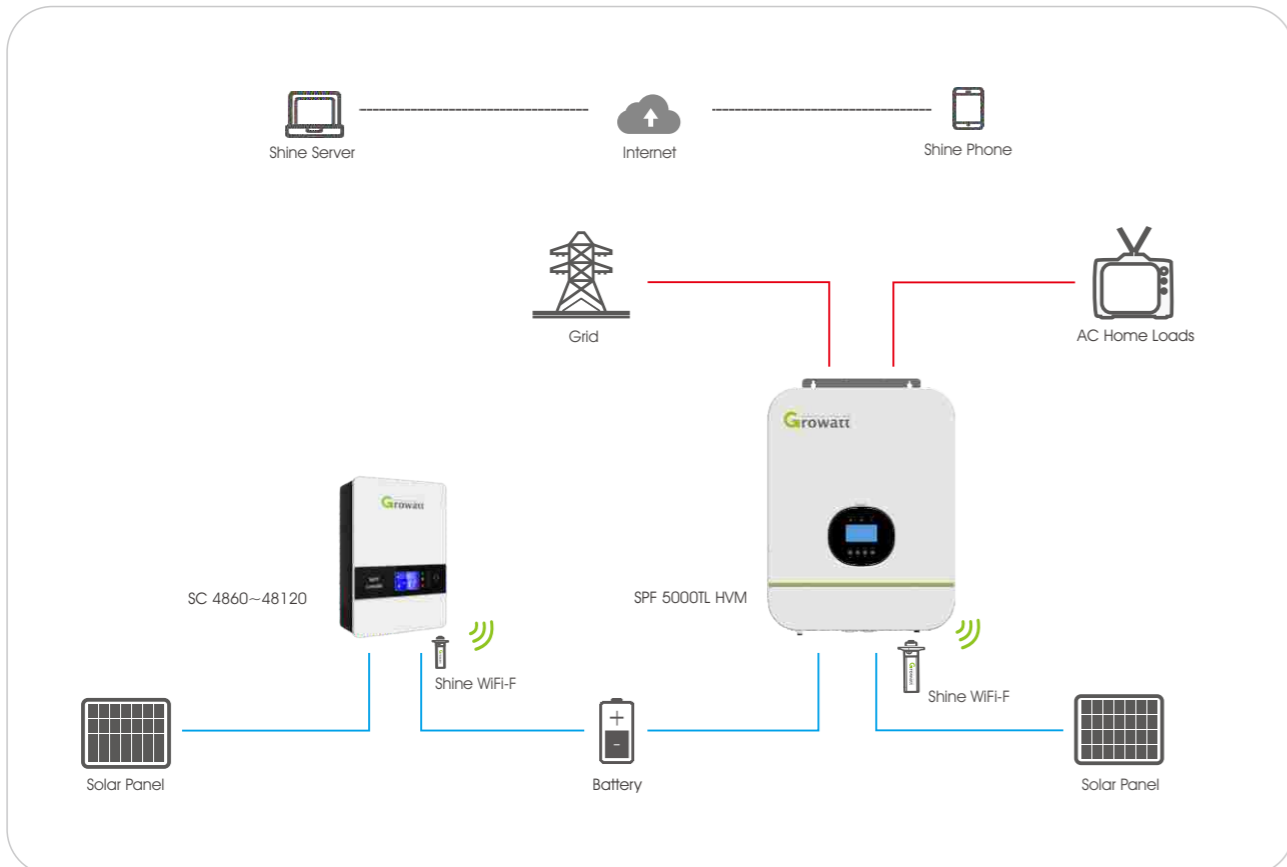 Shine Server
Internet
Shine Phone
Grid
AC Home Loads
Growatt
Growatt
SC 4860~48120
SPF 5000TL HVM
Shine WiFi-F
Shine WiFi-F
Solar Panel
Battery
Solar Panel